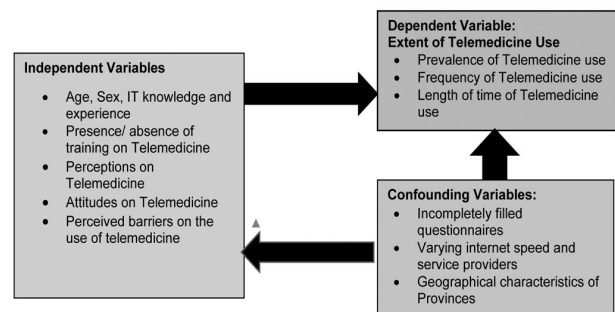 Independent Variables
• Age, Sex, IT knowledge and
experience
• Presence/ absence of
training on Telemedicine
• Perceptions on
Telemedicine
• Attitudes on Telemedicine
• Perceived barriers on the
use of telemedicine
Dependent Variable:
Extent of Telemedicine Use
• Prevalence of Telemedicine use
• Frequency of Telemedicine use
• Length of time of Telemedicine
use
Confounding Variables:
• Incompletely filled
questionnaires
• Varying internet speed and
service providers
• Geographical characteristics of
Provinces